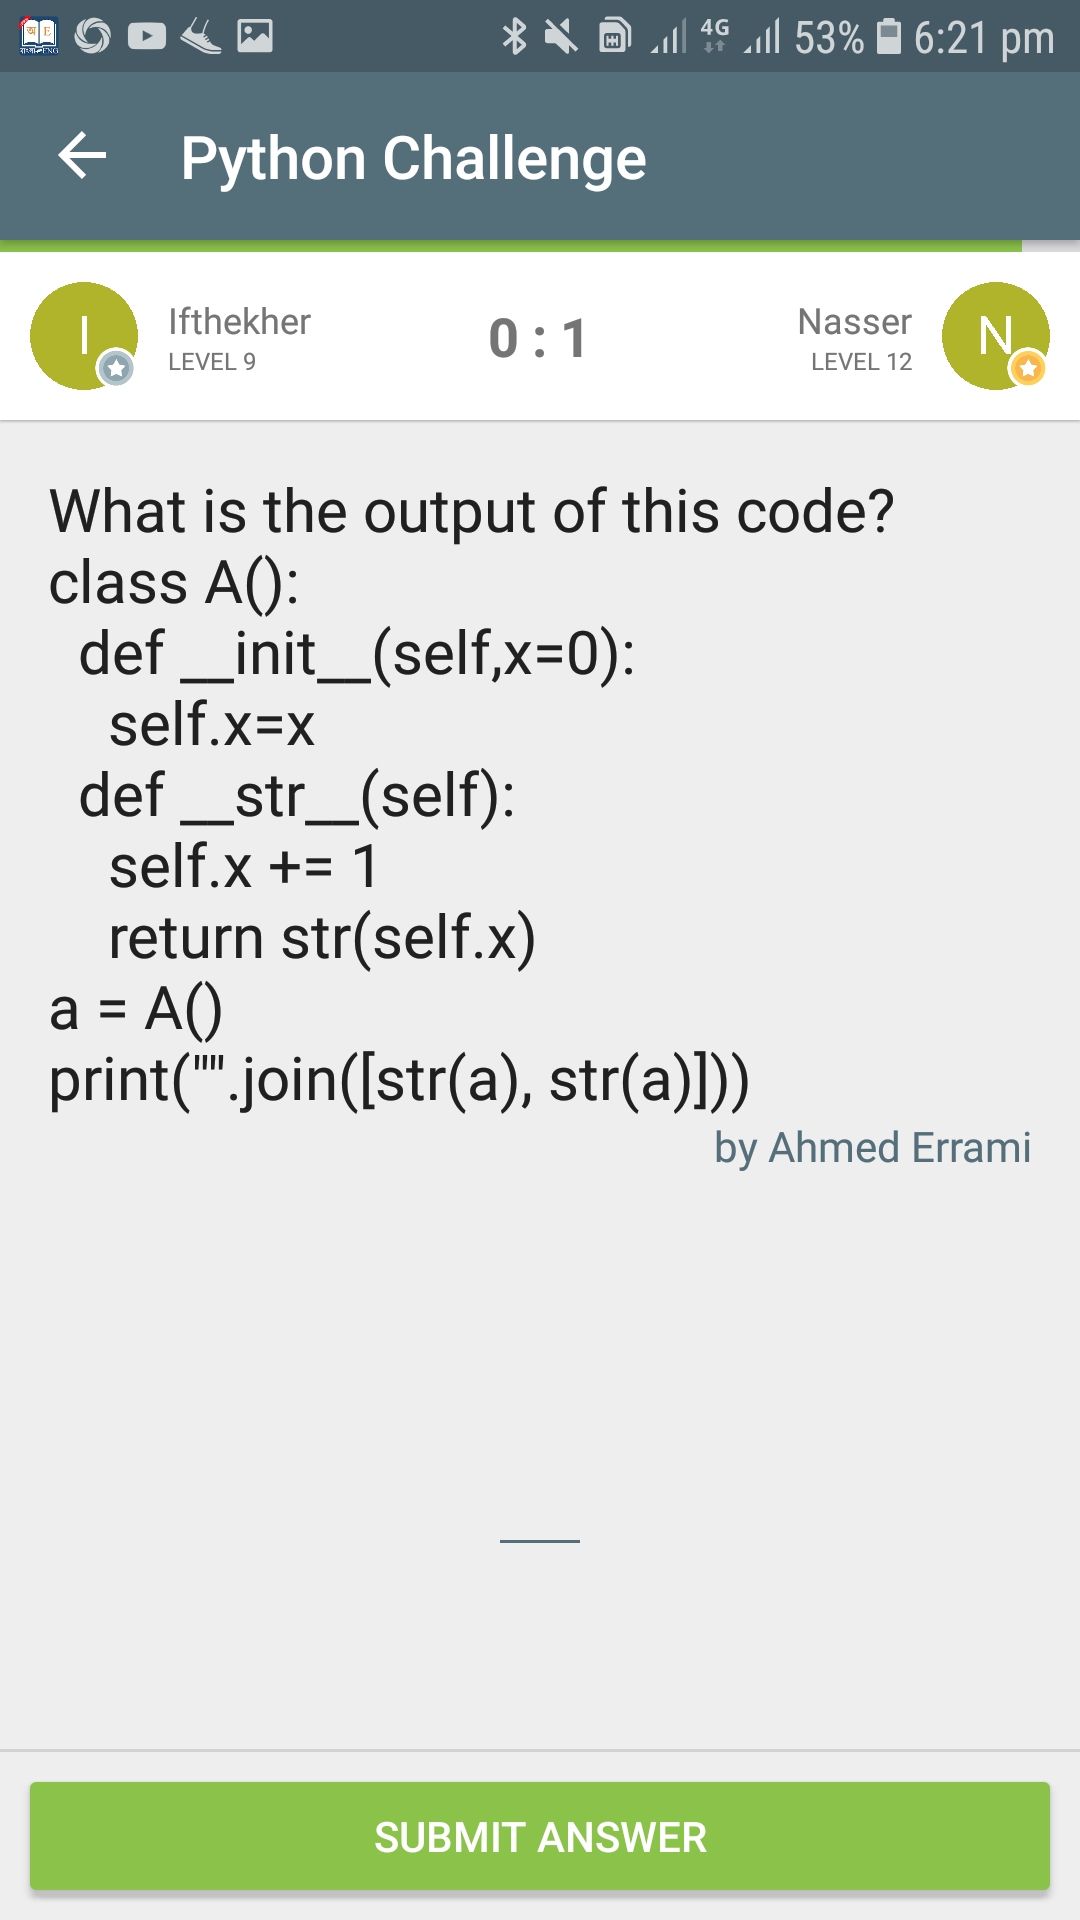 4G 53% 6:21 pm
Python Challenge
I Ifthekher 0 : 1 Nasser N
LEVEL 9 LEVEL 12
What is the output of this code?
class A():
def __init__(self,x=0):
self.x=x
def __str__(self):
self.x += 1
return str(self.x)
a = A()
print("".join([str(a), str(a)]))
by Ahmed Errami
SUBMIT ANSWER